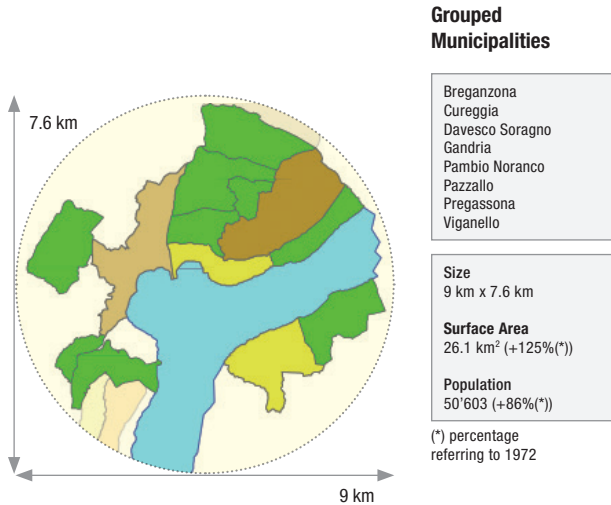 Grouped
Municipalities
7.6 km
Breganzona
Cureggia
Davesco Soragno
Gandria
Pambio Noranco
Pazzallo
Pregassona
Viganello
Size
9 km x 7.6 km
Surface Area
26.1 km² (+125%(*))
Population
50'603 (+86%(*))
(*) percentage
referring to 1972
9 km